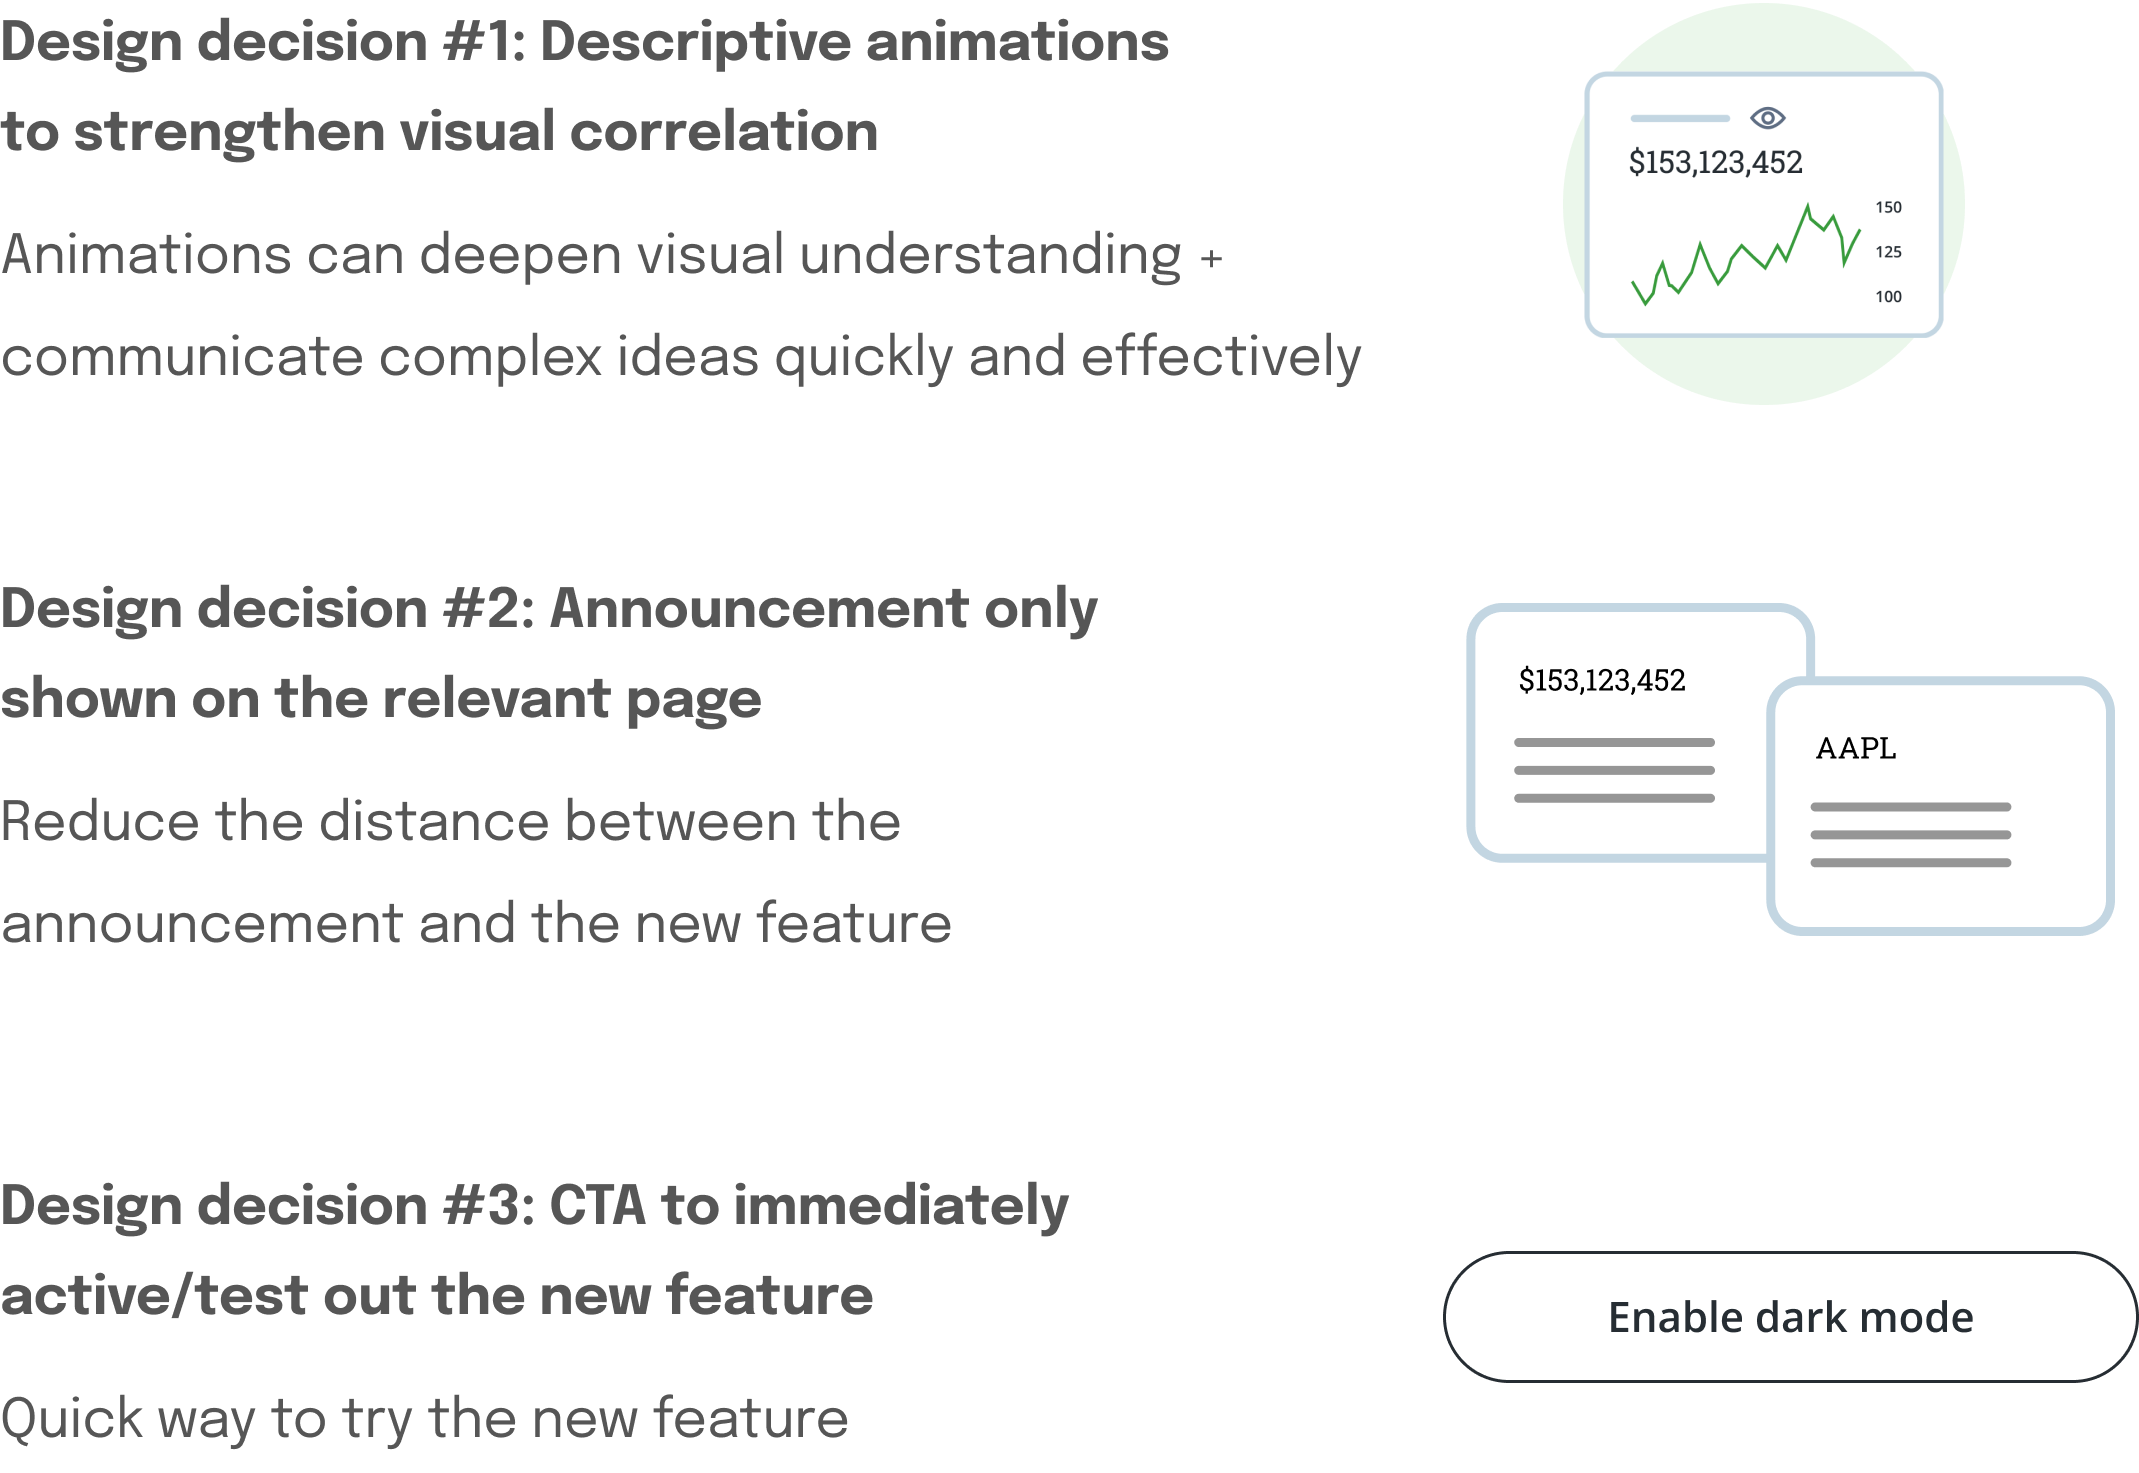 Design decision #1: Descriptive animations
to strengthen visual correlation
Animations can deepen visual understanding +
communicate complex ideas quickly and effectively
$153,123,452
150
125
100
Design decision #2: Announcement only
shown on the relevant page
Reduce the distance between the
announcement and the new feature
$153,123,452
AAPL
Design decision #3: CTA to immediately
active/test out the new feature
Quick way to try the new feature
Enable dark mode